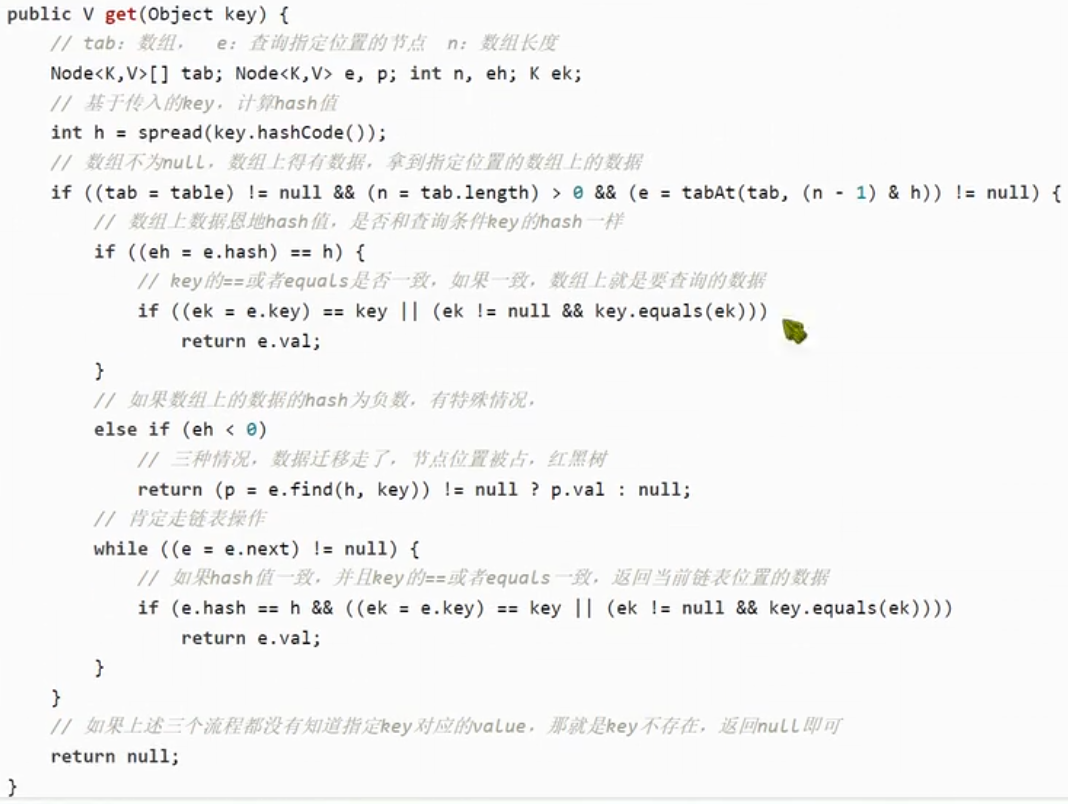 public V get(Object key) {
    // tab: 数组,  e: 查询指定位置的节点  n: 数组长度
    Node<K,V>[] tab; Node<K,V> e, p; int n, eh; K ek;
    // 基于传入的key，计算hash值
    int h = spread(key.hashCode());
    // 数组不为null，数组上得有数据，拿到指定位置的数组上的数据
    if ((tab = table) != null && (n = tab.length) > 0 && (e = tabAt(tab, (n - 1) & h)) != null) {
        // 数组上数据恩地hash值，是否和查询条件key的hash一样
        if ((eh = e.hash) == h) {
            // key的==或者equals是否一致，如果一致，数组上就是要查询的数据
            if ((ek = e.key) == key || (ek != null && key.equals(ek)))
                return e.val;
        }
        // 如果数组上的数据的hash为负数，有特殊情况，
        else if (eh < 0)
            // 三种情况，数据迁移走了，节点位置被占，红黑树
            return (p = e.find(h, key)) != null ? p.val : null;
        // 肯定走链表操作
        while ((e = e.next) != null) {
            // 如果hash值一致，并且key的==或者equals一致，返回当前链表位置的数据
            if (e.hash == h && ((ek = e.key) == key || (ek != null && key.equals(ek))))
                return e.val;
        }
    }
    // 如果上述三个流程都没有知道指定key对应的value，那就是key不存在，返回null即可
    return null;
}